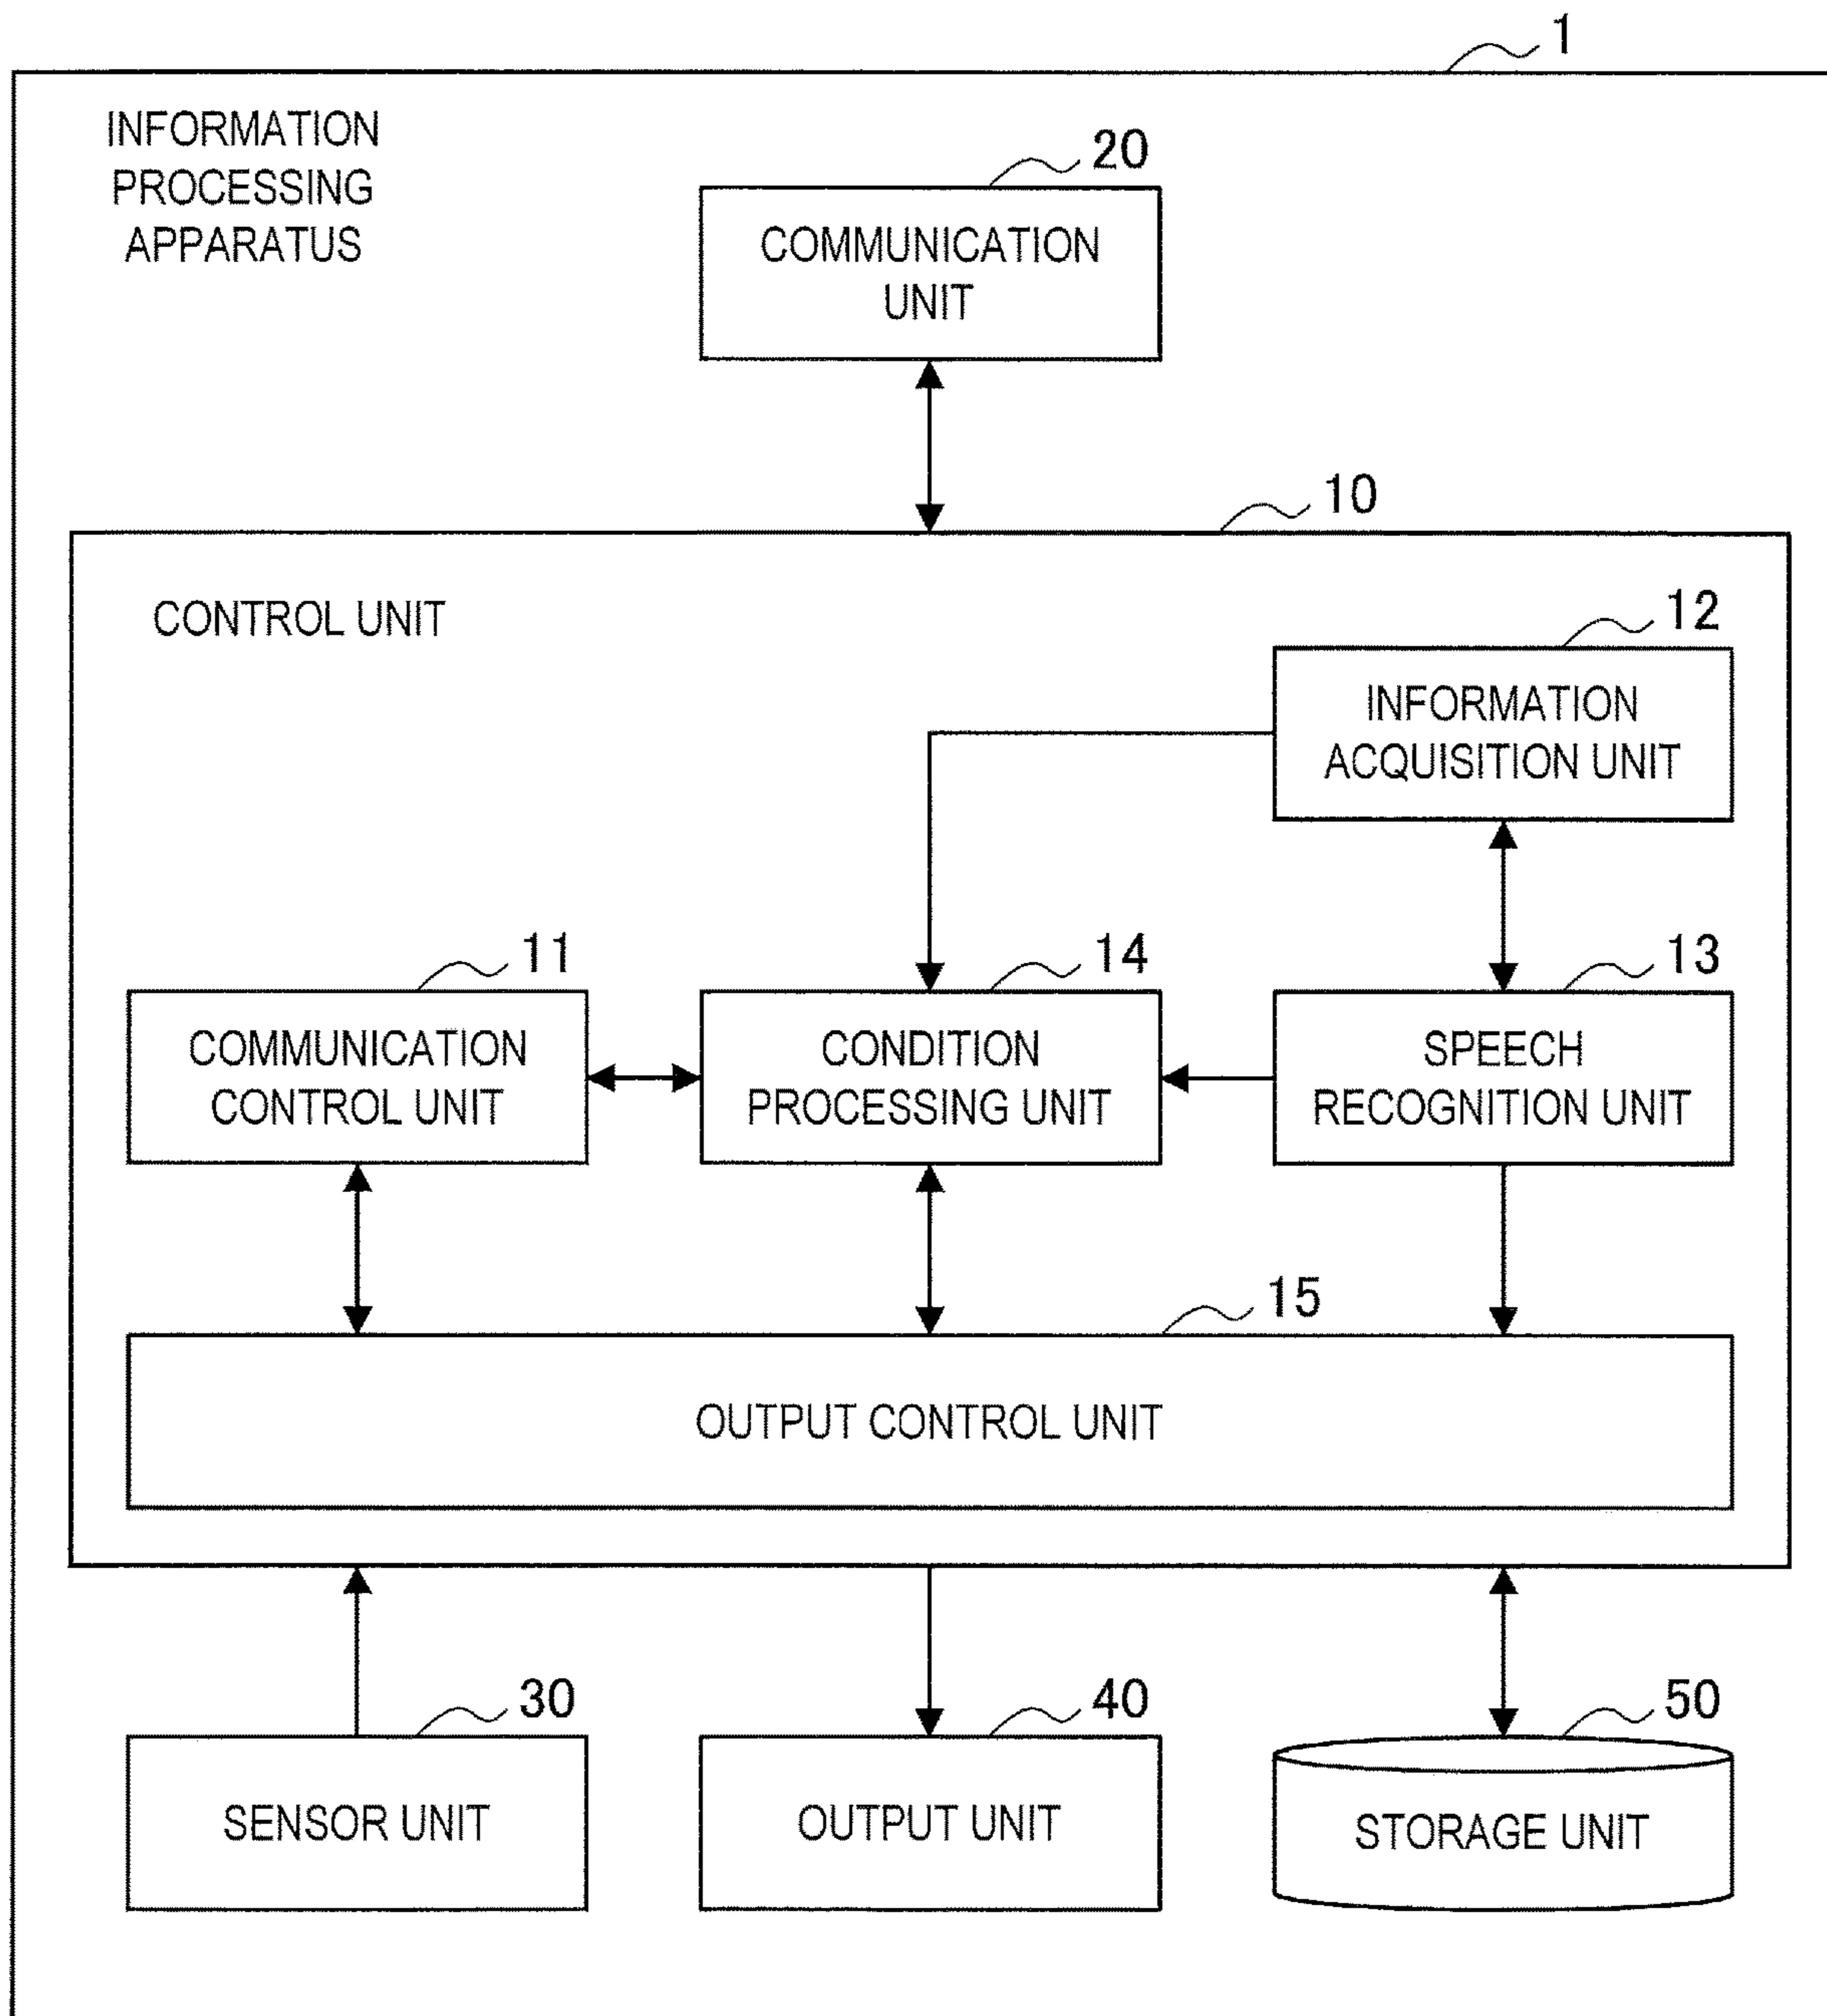 1
INFORMATION
PROCESSING
APPARATUS
20
COMMUNICATION
UNIT
10
CONTROL UNIT
12
INFORMATION
ACQUISITION UNIT
11
COMMUNICATION
CONTROL UNIT
14
CONDITION
PROCESSING UNIT
13
SPEECH
RECOGNITION UNIT
15
OUTPUT CONTROL UNIT
30
SENSOR UNIT
40
OUTPUT UNIT
50
STORAGE UNIT